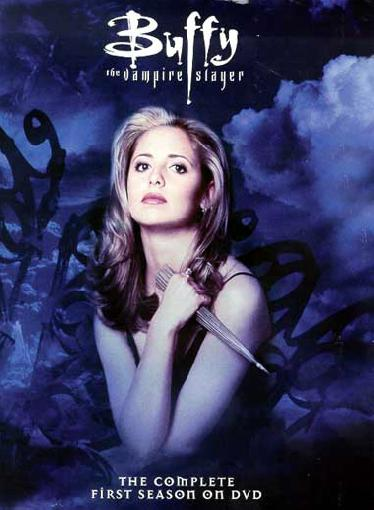 Buffy
the Vampire Slayer
THE COMPLETE
FIRST SEASON ON DVD